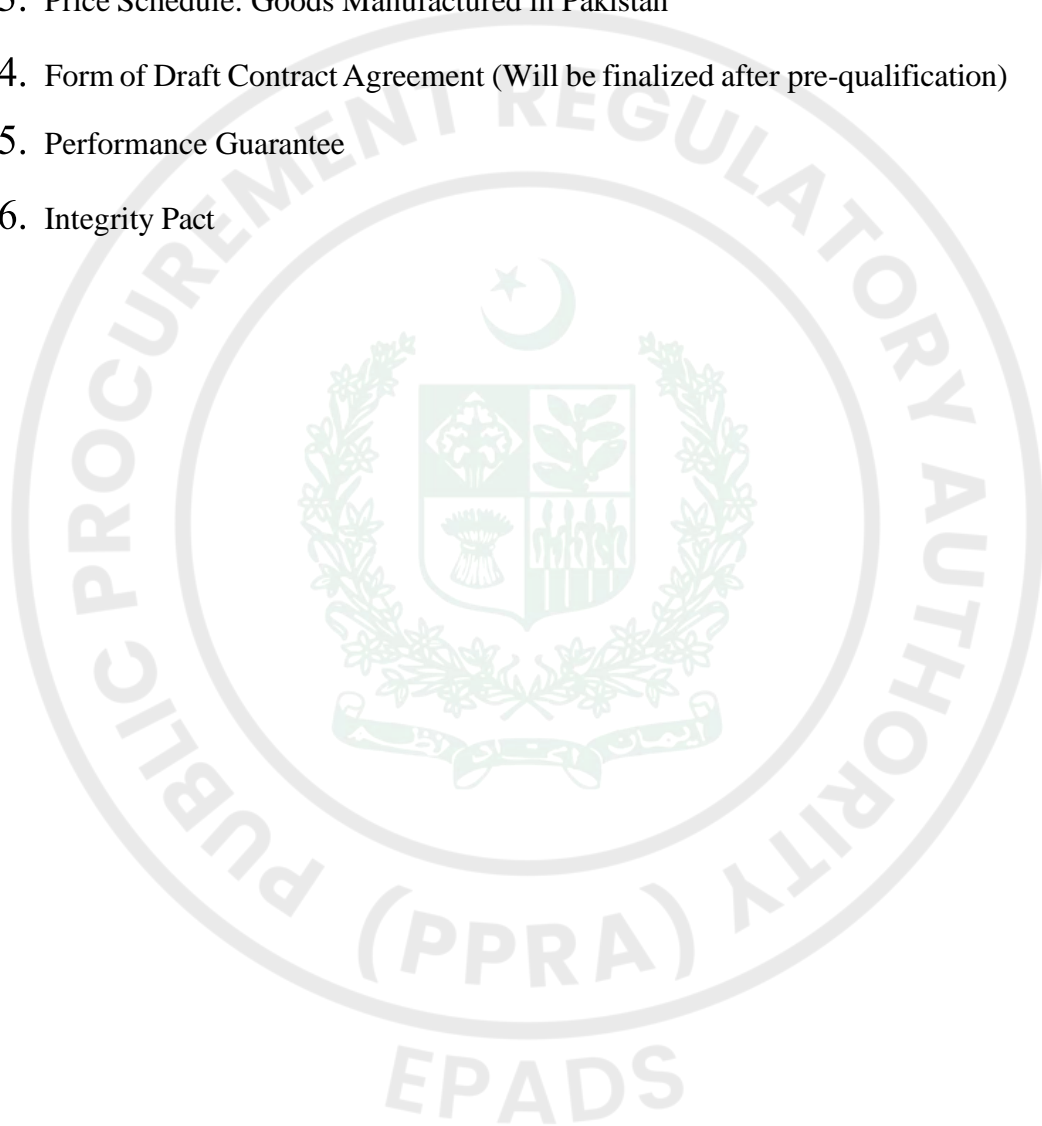 3. Price Schedule: Goods Manufactured in Pakistan
4. Form of Draft Contract Agreement (Will be finalized after pre-qualification)
5. Performance Guarantee
6. Integrity Pact
PUBLIC PROCUREMENT REGULATORY AUTHORITY
(PPRA)
EPADS